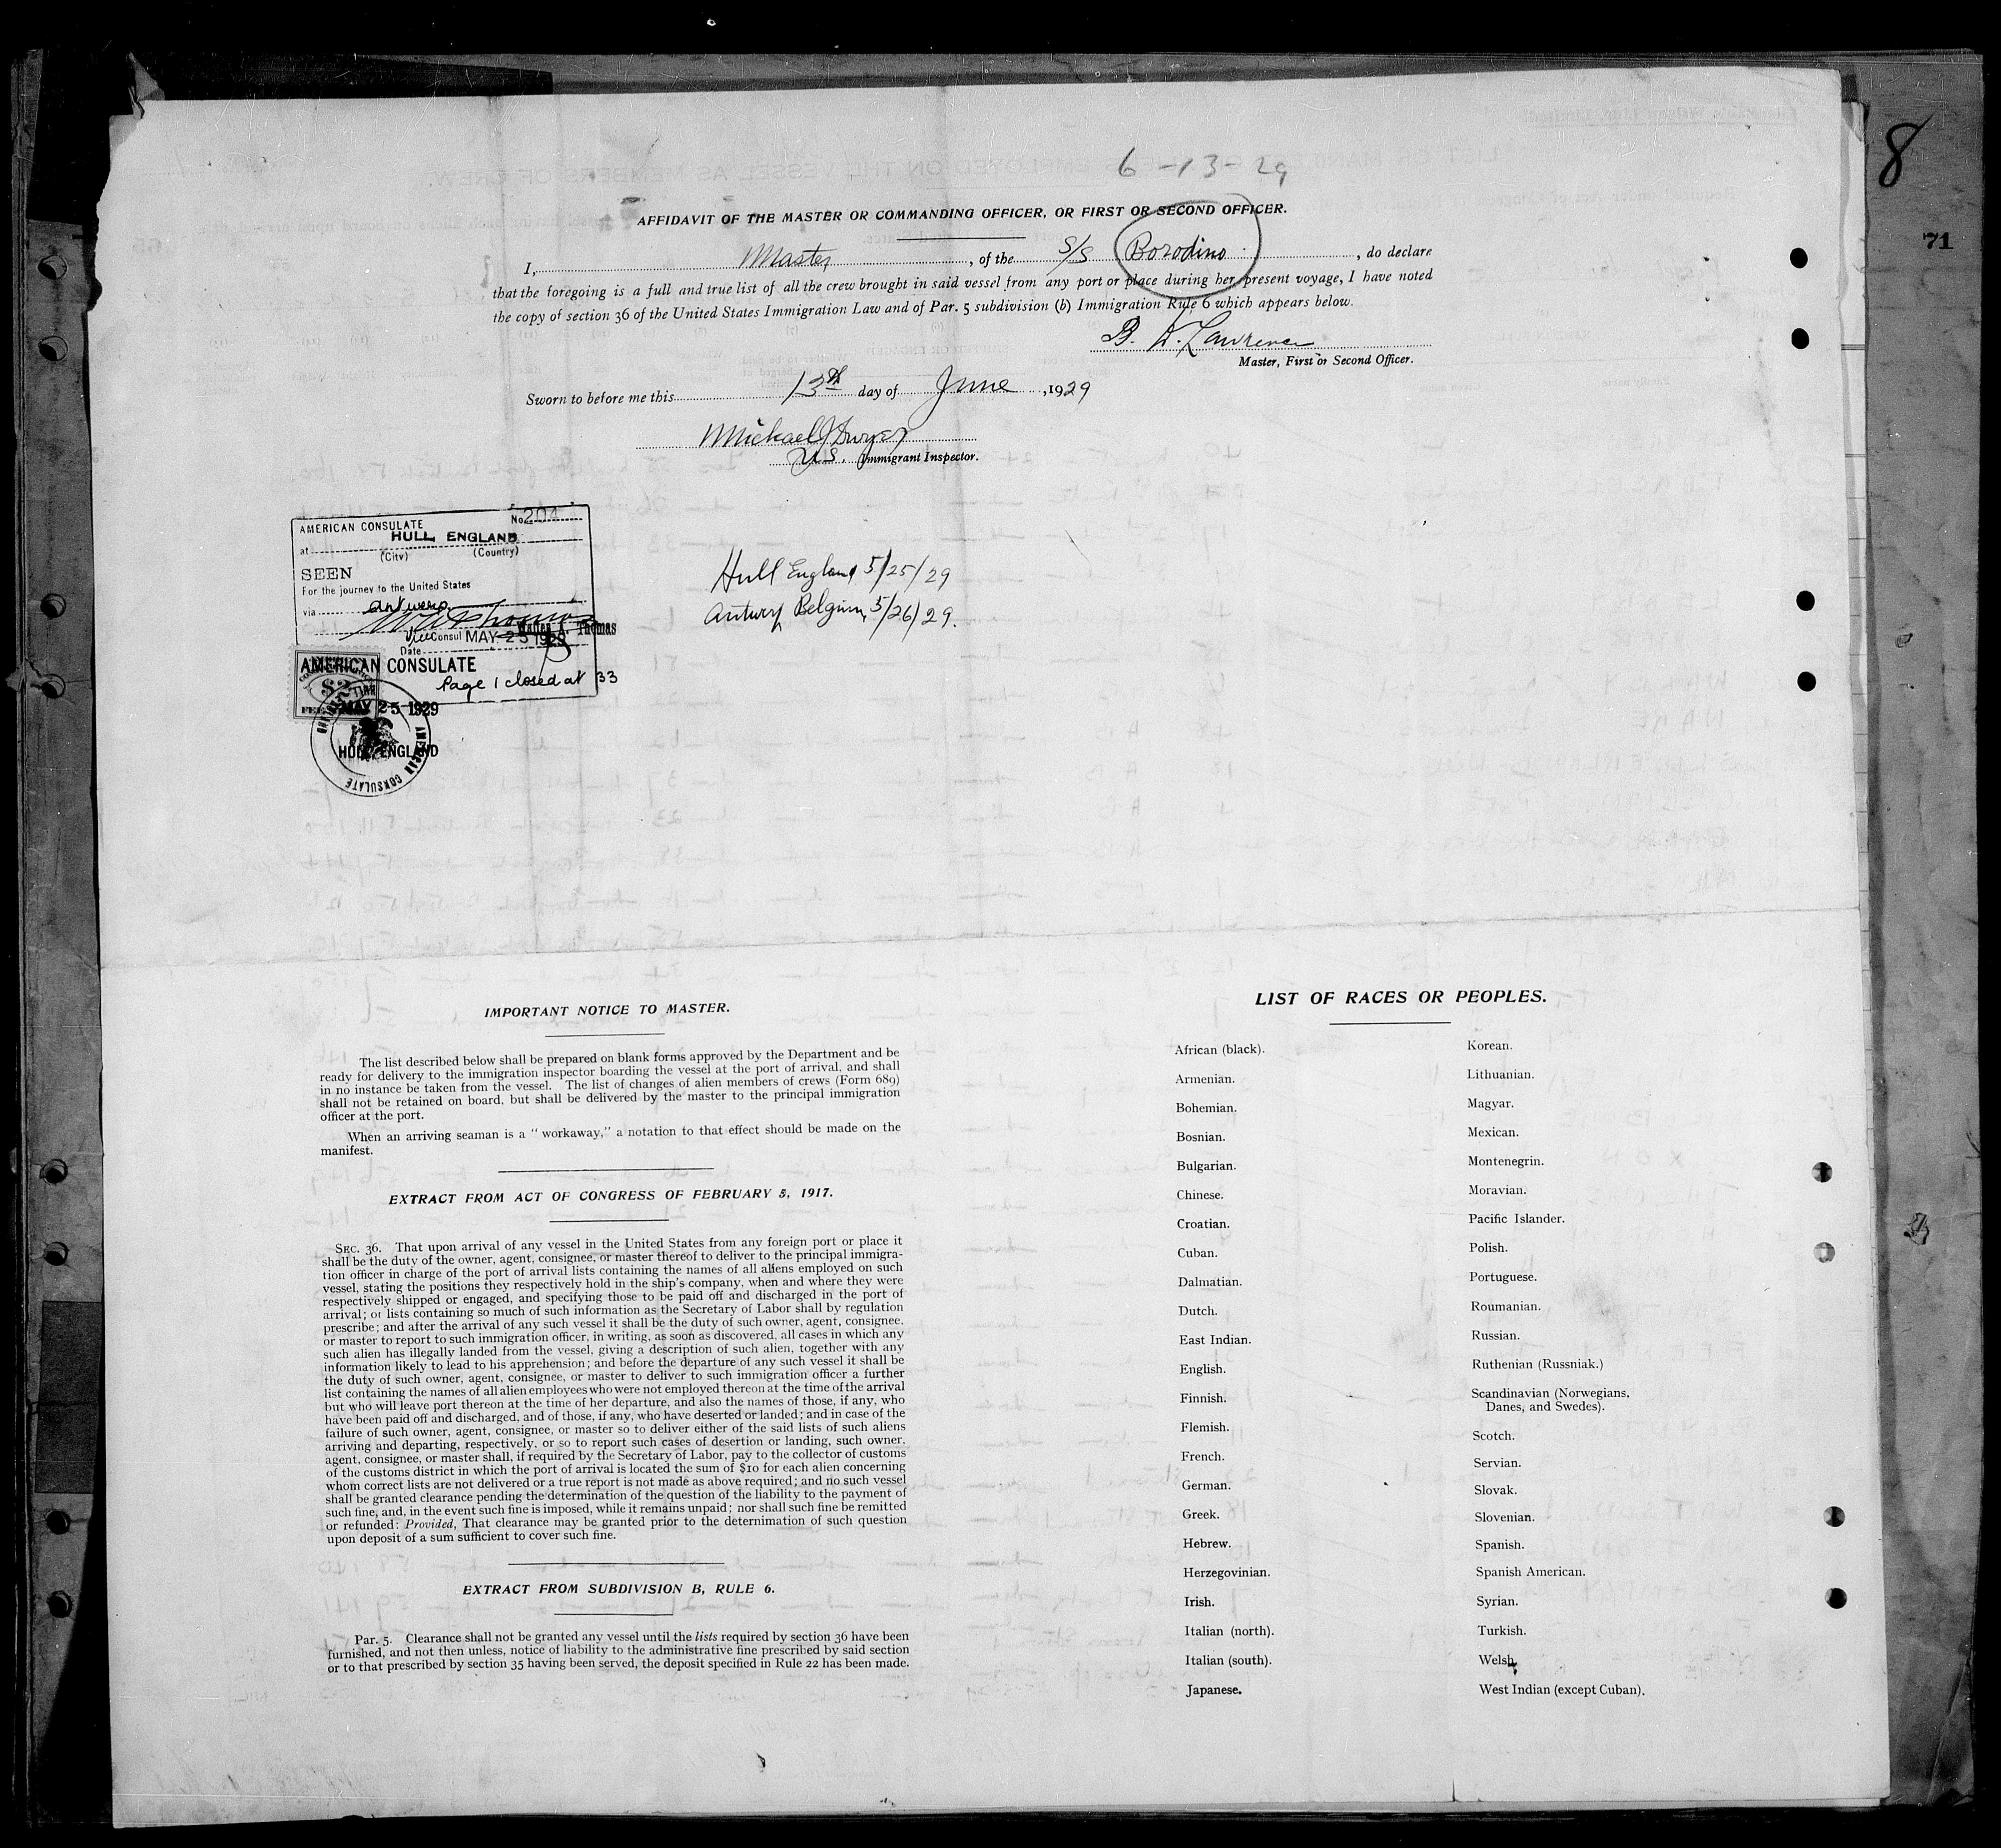 6-13-29
8
71
AFFIDAVIT OF THE MASTER OR COMMANDING OFFICER, OR FIRST OR SECOND OFFICER.
I, Master, of the S/S Borodino, do declare
that the foregoing is a full and true list of all the crew brought in said vessel from any port or place during her present voyage, I have noted
the copy of section 36 of the United States Immigration Law and of Par. 5 subdivision (b) Immigration Rule 6 which appears below.
B. Lawrence
Master, First or Second Officer.
Sworn to before me this 13th day of June, 1929
Michael J Dwyer
U.S. Immigrant Inspector.
AMERICAN CONSULATE No. 204
at HULL ENGLAND
(City) (Country)
SEEN
For the journey to the United States
via Antwerp
Walter A. Thomas
Vice Consul MAY 25 1929
Date
AMERICAN CONSULATE
Page 1 closed at 33
$2
FEE
MAY 25 1929
HULL, ENGLAND
AMERICAN CONSULATE
Hull England 5/25/29
Antwerp Belgium 5/26/29.
IMPORTANT NOTICE TO MASTER.
The list described below shall be prepared on blank forms approved by the Department and be
ready for delivery to the immigration inspector boarding the vessel at the port of arrival, and shall
in no instance be taken from the vessel. The list of changes of alien members of crews (Form 689)
shall not be retained on board, but shall be delivered by the master to the principal immigration
officer at the port.
When an arriving seaman is a “ workaway,” a notation to that effect should be made on the
manifest.
EXTRACT FROM ACT OF CONGRESS OF FEBRUARY 5, 1917.
SEC. 36. That upon arrival of any vessel in the United States from any foreign port or place it
shall be the duty of the owner, agent, consignee, or master thereof to deliver to the principal immigra-
tion officer in charge of the port of arrival lists containing the names of all aliens employed on such
vessel, stating the positions they respectively hold in the ship's company, when and where they were
respectively shipped or engaged, and specifying those to be paid off and discharged in the port of
arrival; or lists containing so much of such information as the Secretary of Labor shall by regulation
prescribe; and after the arrival of any such vessel it shall be the duty of such owner, agent, consignee,
or master to report to such immigration officer, in writing, as soon as discovered, all cases in which any
such alien has illegally landed from the vessel, giving a description of such alien, together with any
information likely to lead to his apprehension; and before the departure of any such vessel it shall be
the duty of such owner, agent, consignee, or master to deliver to such immigration officer a further
list containing the names of all alien employees who were not employed thereon at the time of the arrival
but who will leave port thereon at the time of her departure, and also the names of those, if any, who
have been paid off and discharged, and of those, if any, who have deserted or landed; and in case of the
failure of such owner, agent, consignee, or master so to deliver either of the said lists of such aliens
arriving and departing, respectively, or so to report such cases of desertion or landing, such owner,
agent, consignee, or master shall, if required by the Secretary of Labor, pay to the collector of customs
of the customs district in which the port of arrival is located the sum of $10 for each alien concerning
whom correct lists are not delivered or a true report is not made as above required; and no such vessel
shall be granted clearance pending the determination of the question of the liability to the payment of
such fine, and, in the event such fine is imposed, while it remains unpaid; nor shall such fine be remitted
or refunded: Provided, That clearance may be granted prior to the deternimation of such question
upon deposit of a sum sufficient to cover such fine.
EXTRACT FROM SUBDIVISION B, RULE 6.
Par. 5. Clearance shall not be granted any vessel until the lists required by section 36 have been
furnished, and not then unless, notice of liability to the administrative fine prescribed by said section
or to that prescribed by section 35 having been served, the deposit specified in Rule 22 has been made.
LIST OF RACES OR PEOPLES.
African (black).
Armenian.
Bohemian.
Bosnian.
Bulgarian.
Chinese.
Croatian.
Cuban.
Dalmatian.
Dutch.
East Indian.
English.
Finnish.
Flemish.
French.
German.
Greek.
Hebrew.
Herzegovinian.
Irish.
Italian (north).
Italian (south).
Japanese.
Korean.
Lithuanian.
Magyar.
Mexican.
Montenegrin.
Moravian.
Pacific Islander.
Polish.
Portuguese.
Roumanian.
Russian.
Ruthenian (Russniak.)
Scandinavian (Norwegians,
Danes, and Swedes).
Scotch.
Servian.
Slovak.
Slovenian.
Spanish.
Spanish American.
Syrian.
Turkish.
Welsh.
West Indian (except Cuban).